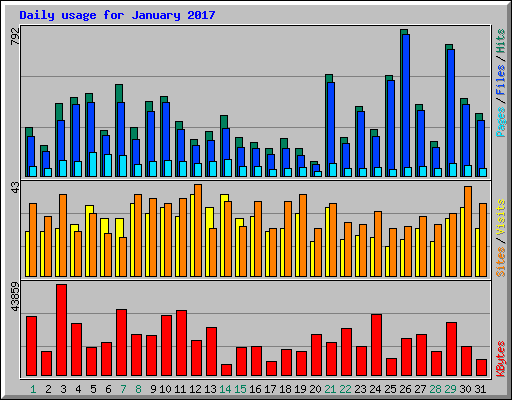 Daily usage for January 2017
792
Pages / Files / Hits
43
Sites / Visits
43859
KBytes
1 2 3 4 5 6 7 8 9 10 11 12 13 14 15 16 17 18 19 20 21 22 23 24 25 26 27 28 29 30 31